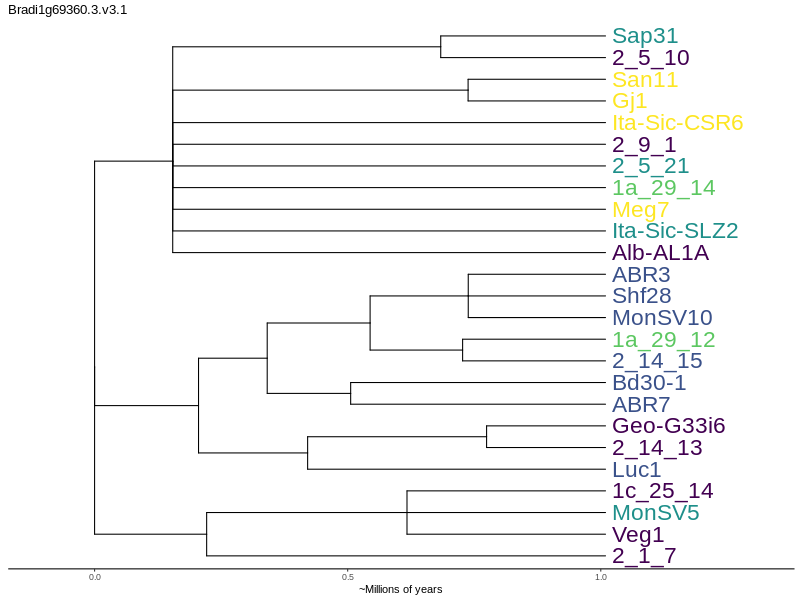 Bradi1g69360.3.v3.1
Sap31
2_5_10
San11
Gj1
Ita-Sic-CSR6
2_9_1
2_5_21
1a_29_14
Meg7
Ita-Sic-SLZ2
Alb-AL1A
ABR3
Shf28
MonSV10
1a_29_12
2_14_15
Bd30-1
ABR7
Geo-G33i6
2_14_13
Luc1
1c_25_14
MonSV5
Veg1
2_1_7
0.0 0.5 1.0
~Millions of years